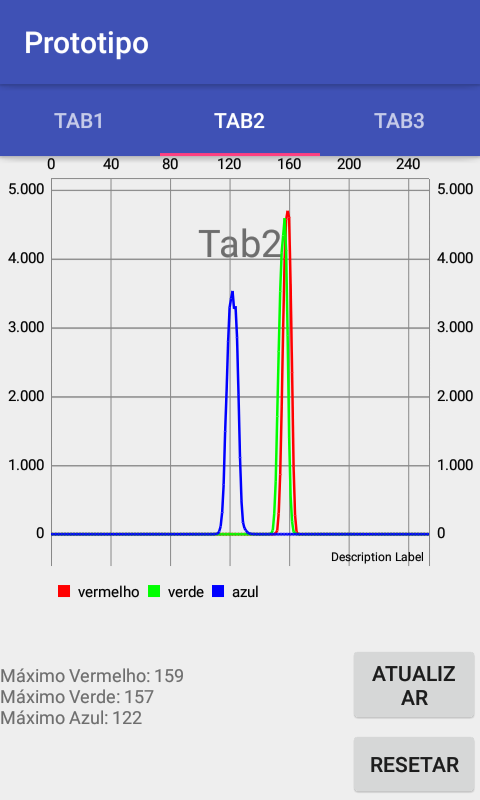 Prototipo
TAB1 TAB2 TAB3
0 40 80 120 160 200 240
5.000 5.000
Tab2
4.000 4.000
3.000 3.000
2.000 2.000
1.000 1.000
0 0
Description Label
vermelho verde azul
Máximo Vermelho: 159
Máximo Verde: 157
Máximo Azul: 122
ATUALIZ
AR
RESETAR